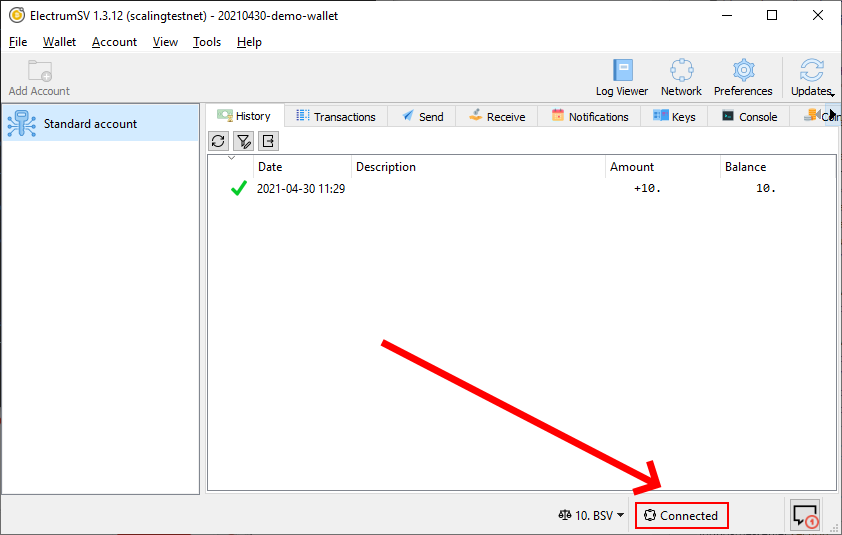 ElectrumSV 1.3.12 (scalingtestnet) - 20210430-demo-wallet
File Wallet Account View Tools Help
Add Account Log Viewer Network Preferences Updates
Standard account
History Transactions Send Receive Notifications Keys Console
Date Description Amount Balance
2021-04-30 11:29 +10. 10.
10. BSV Connected
1